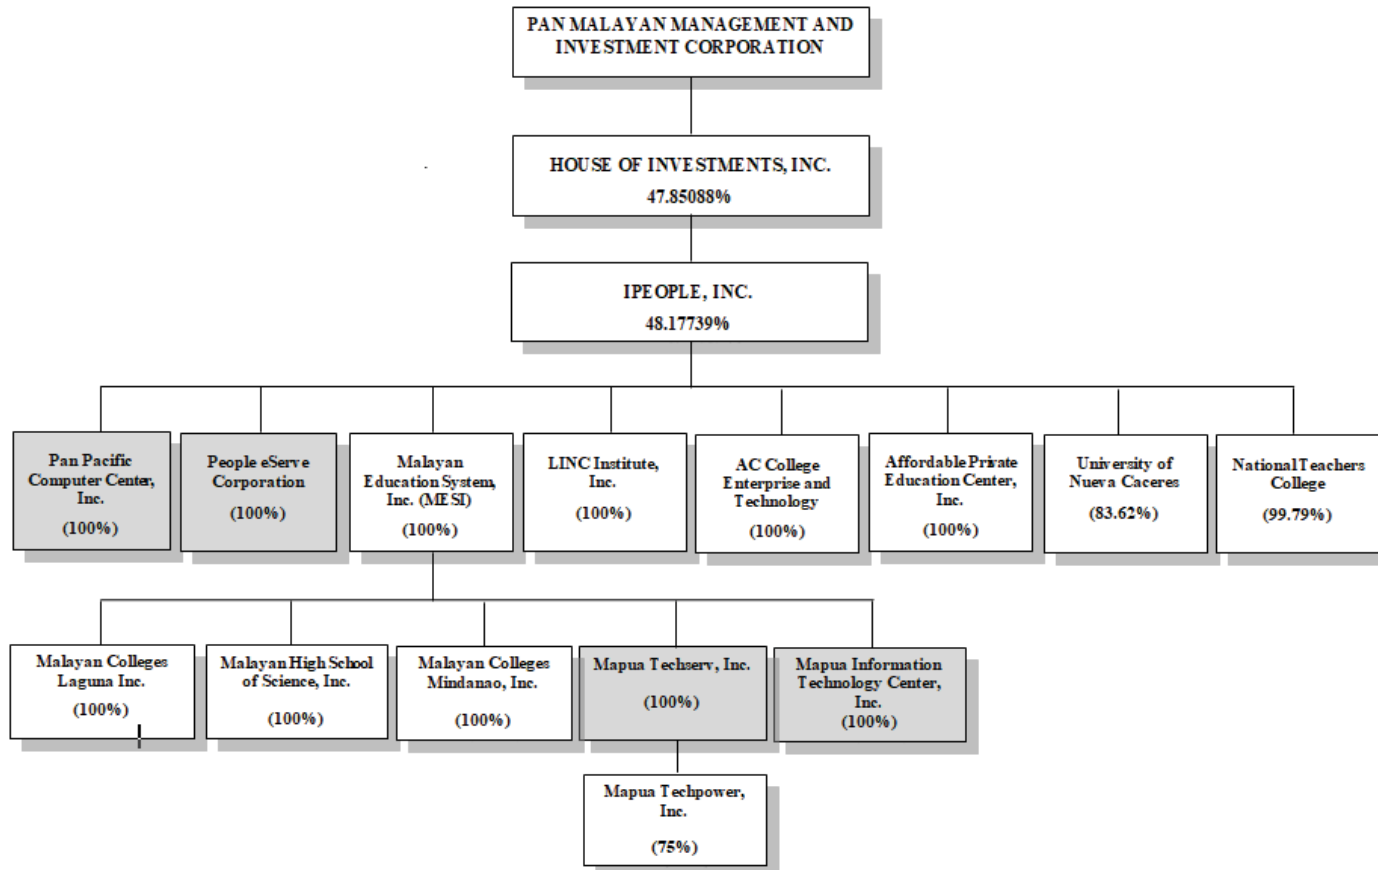 PAN MALAYAN MANAGEMENT AND
INVESTMENT CORPORATION
HOUSE OF INVESTMENTS, INC.
47.85088%
IPEOPLE, INC.
48.17739%
Pan Pacific
Computer Center,
Inc.
(100%)
People eServe
Corporation
(100%)
Malayan
Education System,
Inc. (MESI)
(100%)
LINC Institute,
Inc.
(100%)
AC College
Enterprise and
Technology
(100%)
Affordable Private
Education Center,
Inc.
(100%)
University of
Nueva Caceres
(83.62%)
National Teachers
College
(99.79%)
Malayan Colleges
Laguna Inc.
(100%)
Malayan High School
of Science, Inc.
(100%)
Malayan Colleges
Mindanao, Inc.
(100%)
Mapua Techserv, Inc.
(100%)
Mapua Information
Technology Center,
Inc.
(100%)
Mapua Techpower,
Inc.
(75%)